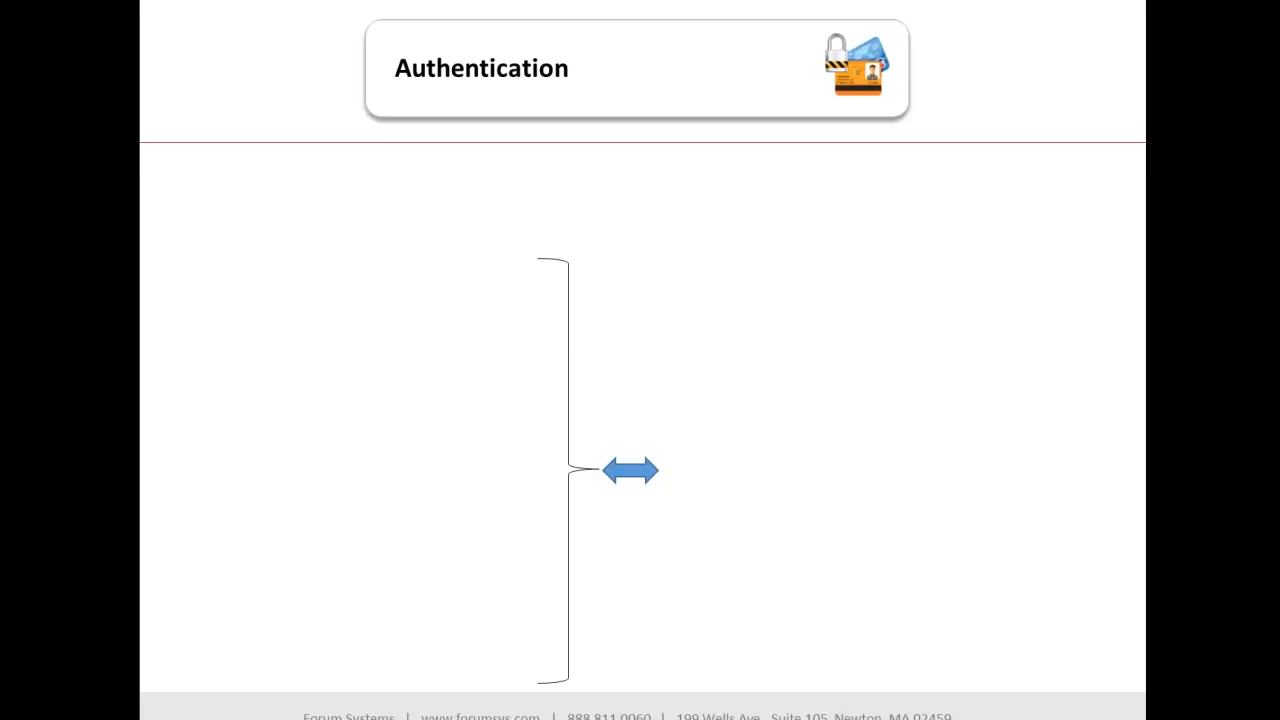 Authentication
Forum Systems | www.forumsys.com | 888.811.0060 | 199 Wells Ave., Suite 105, Newton, MA 02459